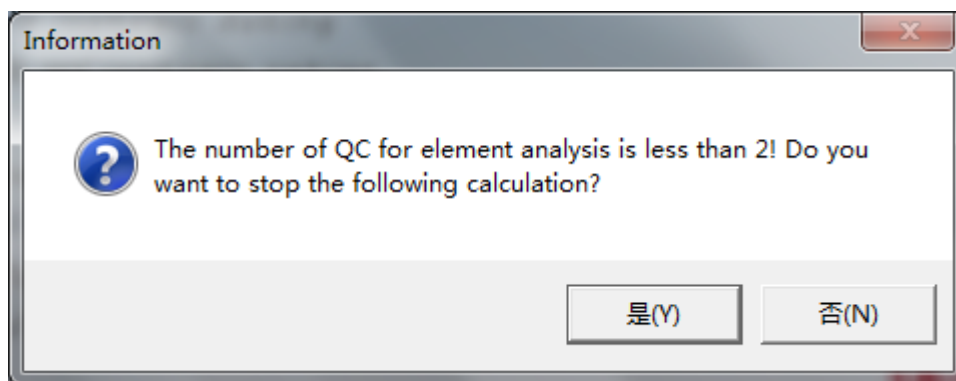 Information
The number of QC for element analysis is less than 2! Do you
want to stop the following calculation?
是(Y)
否(N)